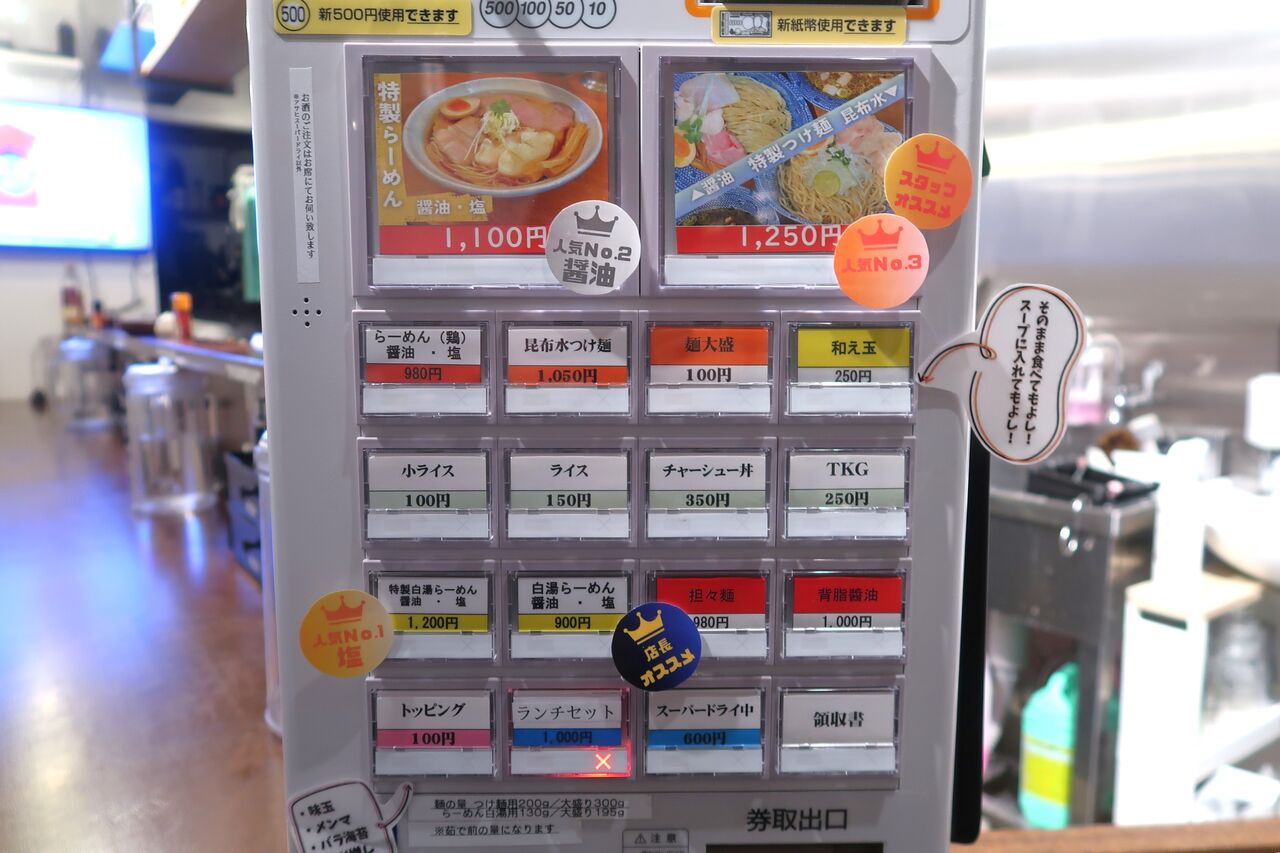 500 新500円使用できます
500 100 50 10
新紙幣使用できます
お酒のご注文はお席にてお伺い致します
※アサヒスーパードライ以外
特製らーめん
醤油・塩
1,100円
人気No.2
醤油
▲醤油 特製つけ麺 昆布水▼
1,250円
スタッフ
オススメ
人気No.3
らーめん（鶏）
醤油 ・ 塩
980円
昆布水つけ麺
1,050円
麺大盛
100円
和え玉
250円
そのまま食べてもよし！
スープに入れてもよし！
小ライス
100円
ライス
150円
チャーシュー丼
350円
TKG
250円
特製白湯らーめん
醤油 ・ 塩
1,200円
人気No.1
塩
白湯らーめん
醤油 ・ 塩
900円
担々麺
980円
店長
オススメ
背脂醤油
1,000円
トッピング
100円
ランチセット
1,000円
×
スーパードライ中
600円
領収書
・味玉
・メンマ
・バラ海苔
麺の量 つけ麺用200g／大盛り300g
らーめん白湯用130g／大盛り195g
※茹で前の量になります
⚠注意
券取出口